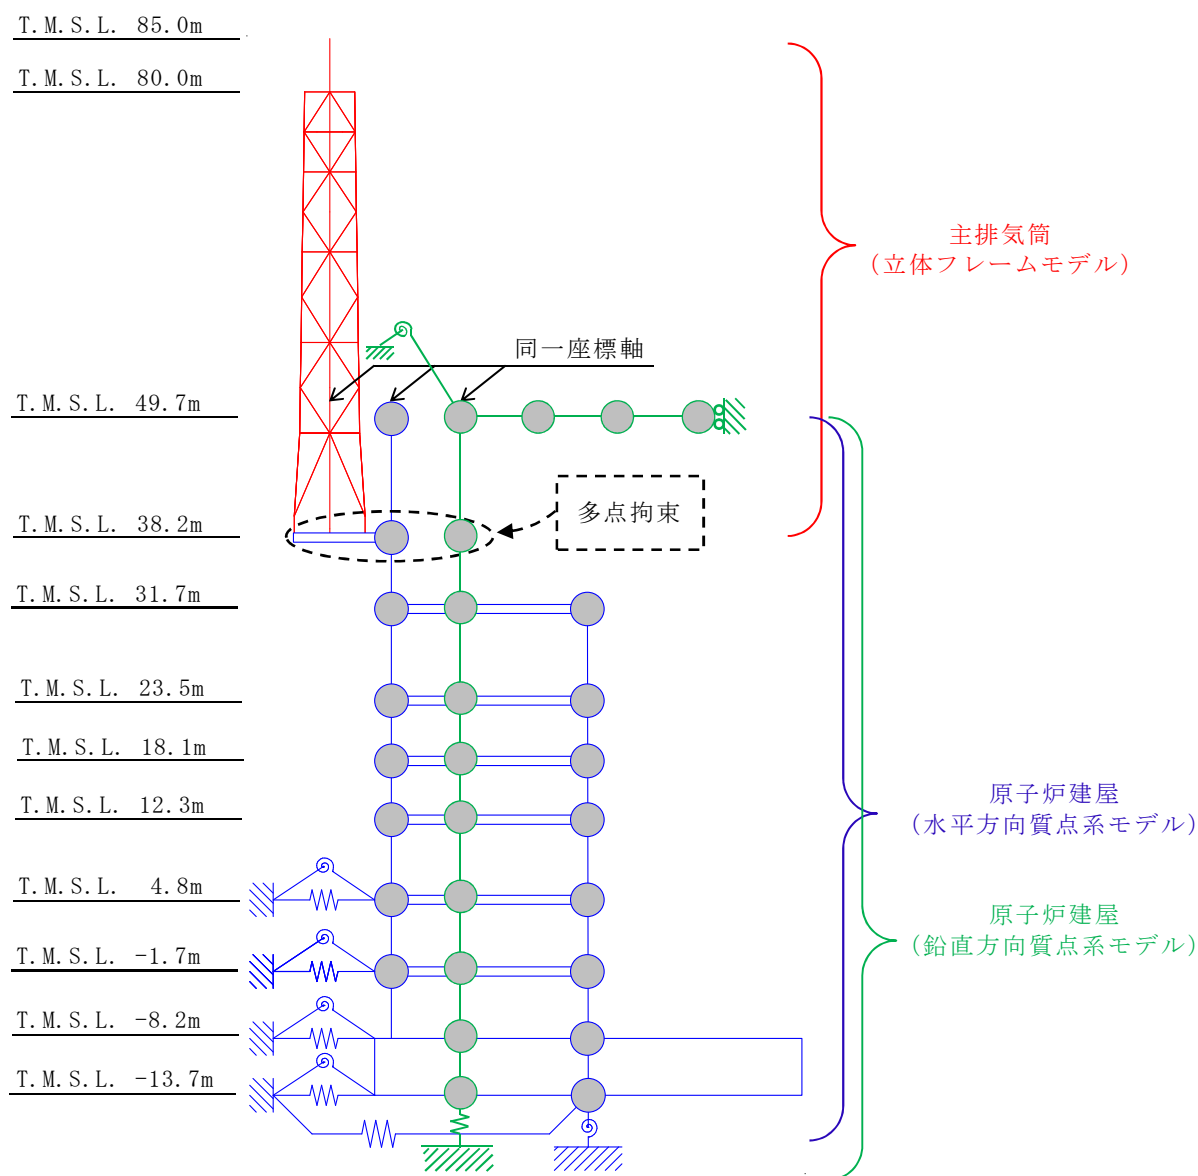 T.M.S.L. 85.0m
T.M.S.L. 80.0m
主排気筒
(立体フレームモデル)
同一座標軸
T.M.S.L. 49.7m
多点拘束
T.M.S.L. 38.2m
T.M.S.L. 31.7m
T.M.S.L. 23.5m
T.M.S.L. 18.1m
T.M.S.L. 12.3m
原子炉建屋
(水平方向質点系モデル)
T.M.S.L. 4.8m
原子炉建屋
(鉛直方向質点系モデル)
T.M.S.L. -1.7m
T.M.S.L. -8.2m
T.M.S.L. -13.7m